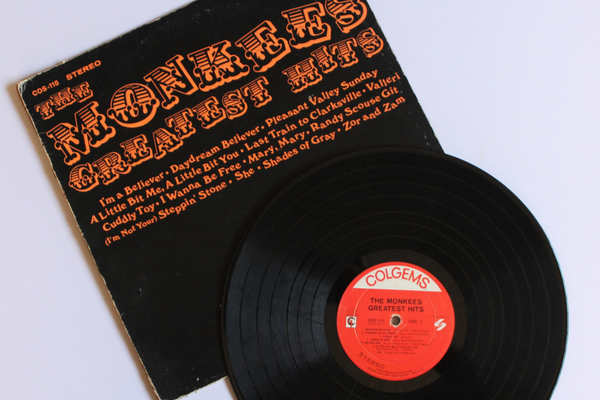 COS-115 STEREO
THE
MONKEES
GREATEST HITS
I'm a Believer • Daydream Believer • Pleasant Valley Sunday
A Little Bit Me, A Little Bit You • Last Train to Clarksville • Valleri
Cuddly Toy • I Wanna Be Free • Mary, Mary • Randy Scouse Git
(I'm Not Your) Steppin' Stone • She • Shades of Gray • Zor and Zam
COLGEMS
THE MONKEES
GREATEST HITS
STEREO